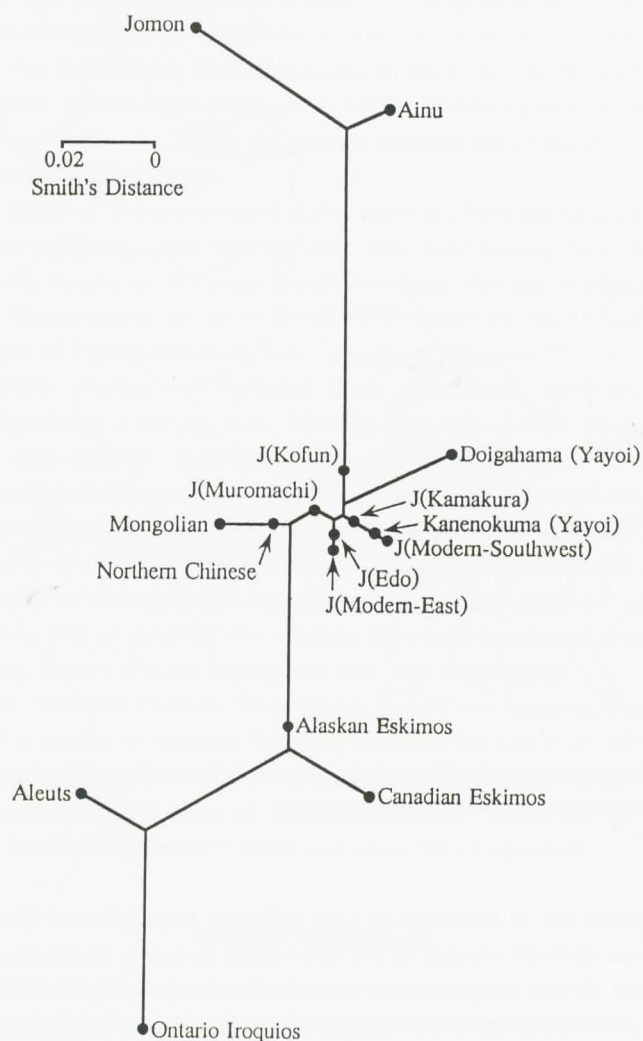 Jomon
Ainu
0.02 0
Smith's Distance
J(Kofun)
Doigahama (Yayoi)
J(Muromachi)
J(Kamakura)
Mongolian
Kanenokuma (Yayoi)
J(Modern-Southwest)
Northern Chinese
J(Edo)
J(Modern-East)
Alaskan Eskimos
Aleuts
Canadian Eskimos
Ontario Iroquios